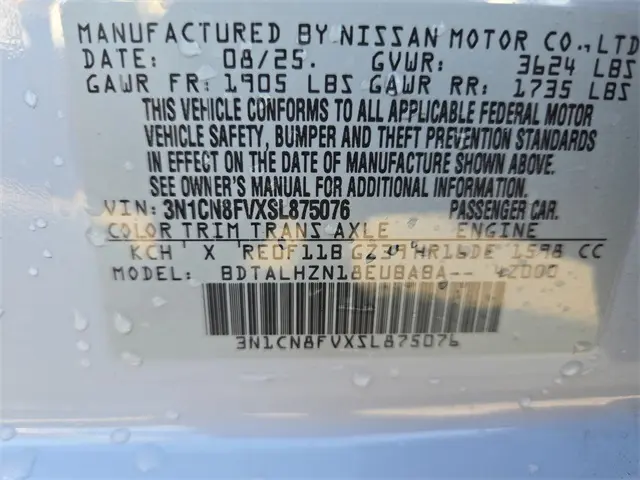 MANUFACTURED BY NISSAN MOTOR CO., LTD
DATE: 08/25. GVWR: 3624 LBS
GAWR FR: 1905 LBS GAWR RR: 1735 LBS
THIS VEHICLE CONFORMS TO ALL APPLICABLE FEDERAL MOTOR
VEHICLE SAFETY, BUMPER AND THEFT PREVENTION STANDARDS
IN EFFECT ON THE DATE OF MANUFACTURE SHOWN ABOVE.
SEE OWNER'S MANUAL FOR ADDITIONAL INFORMATION.
VIN: 3N1CN8FVXSL875076 PASSENGER CAR.
COLOR TRIM TRANS AXLE ENGINE
KCH X RE0F11B HR16DE 1598 CC
MODEL: BDTALHZN18EUBABA--
3N1CN8FVXSL875076